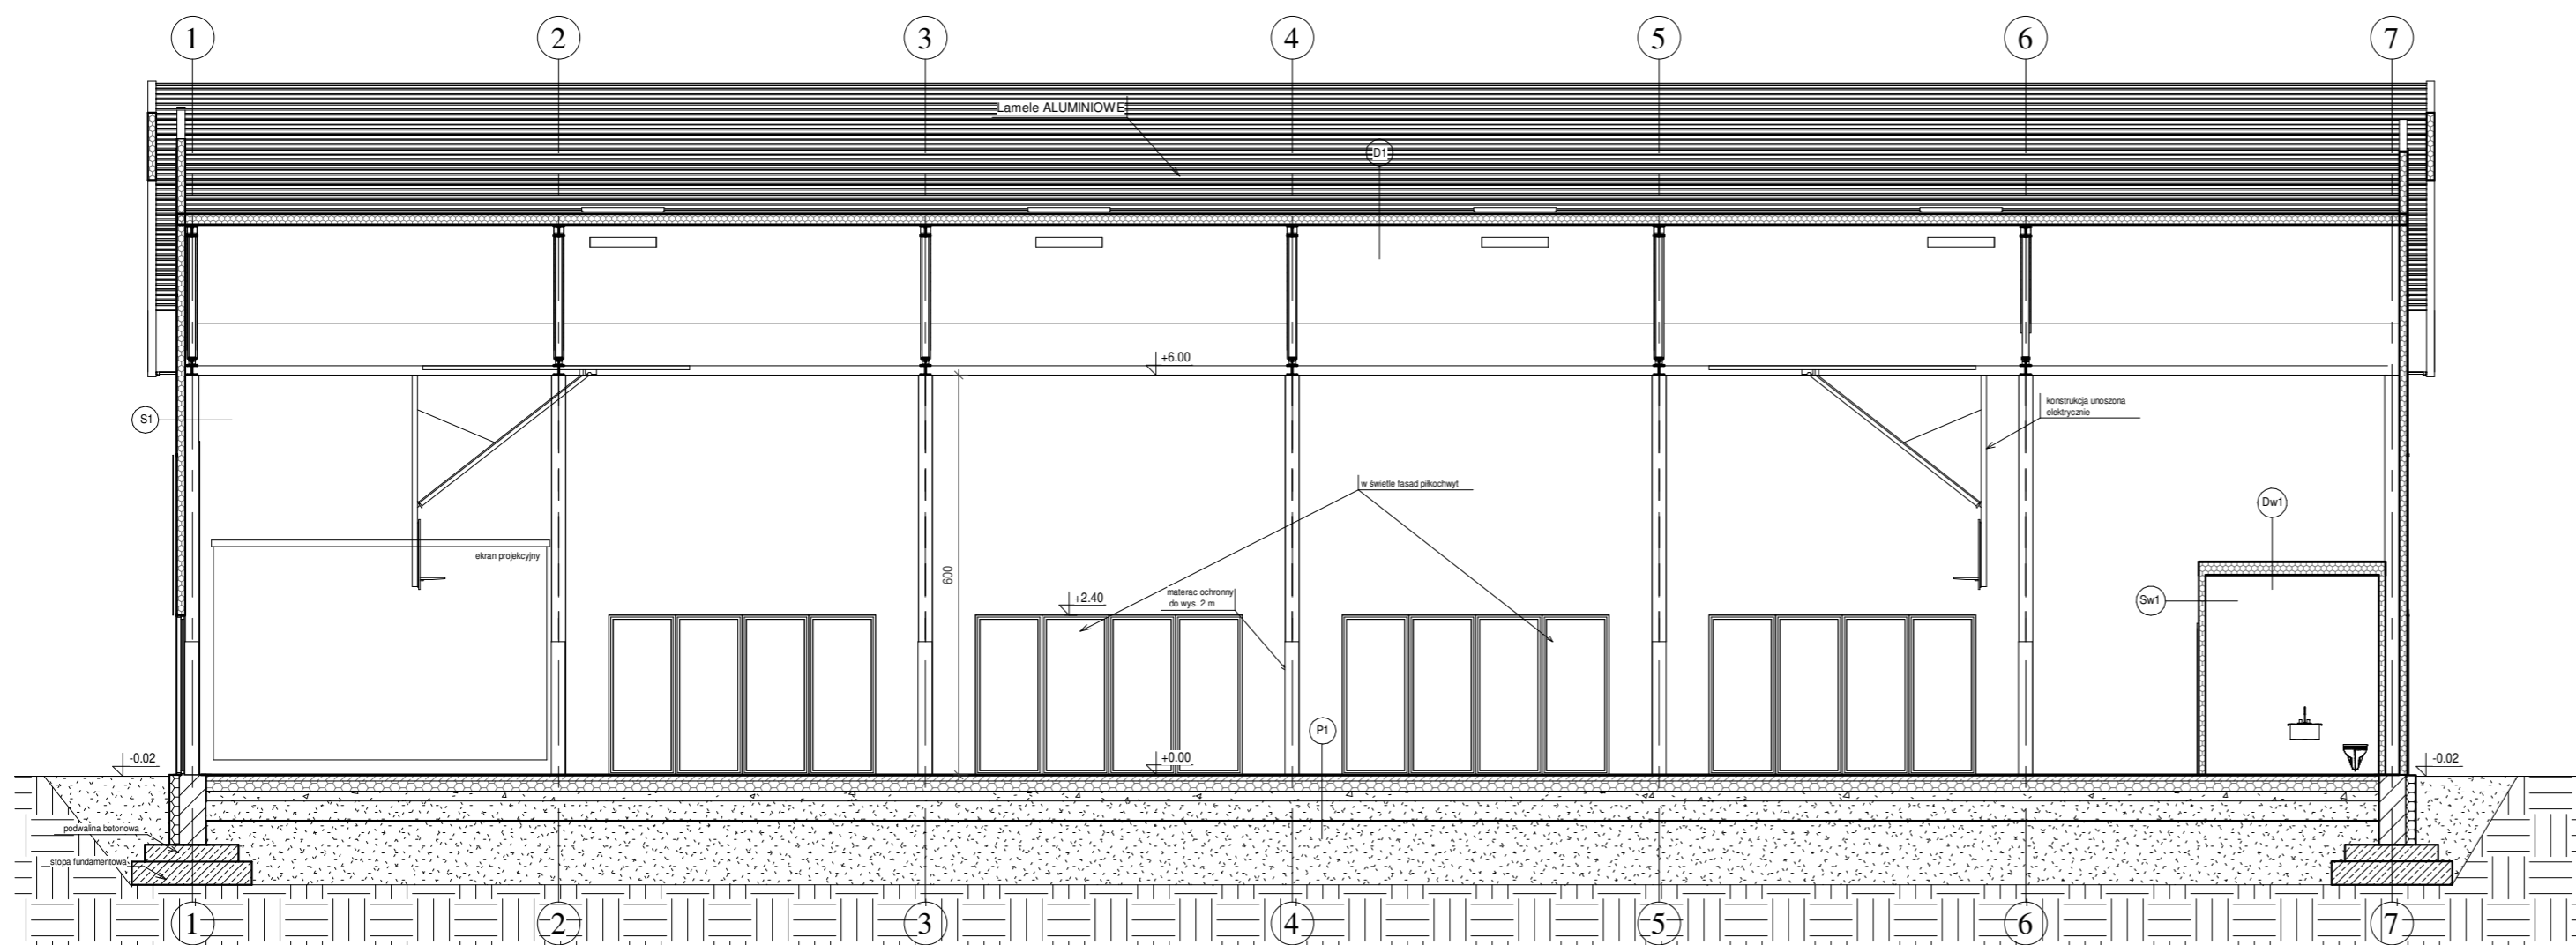 1 2 3 4 5 6 7
Lamele ALUMINIOWE
D1
+6.00
konstrukcja unoszona
elektrycznie
S1
w świetle fasad piłkochwyt
Dw1
ekran projekcyjny
600
materac ochronny
do wys. 2 m
+2.40
Sw1
P1
-0.02
+0.00
-0.02
podwalina betonowa
stopa fundamentowa
1 2 3 4 5 6 7